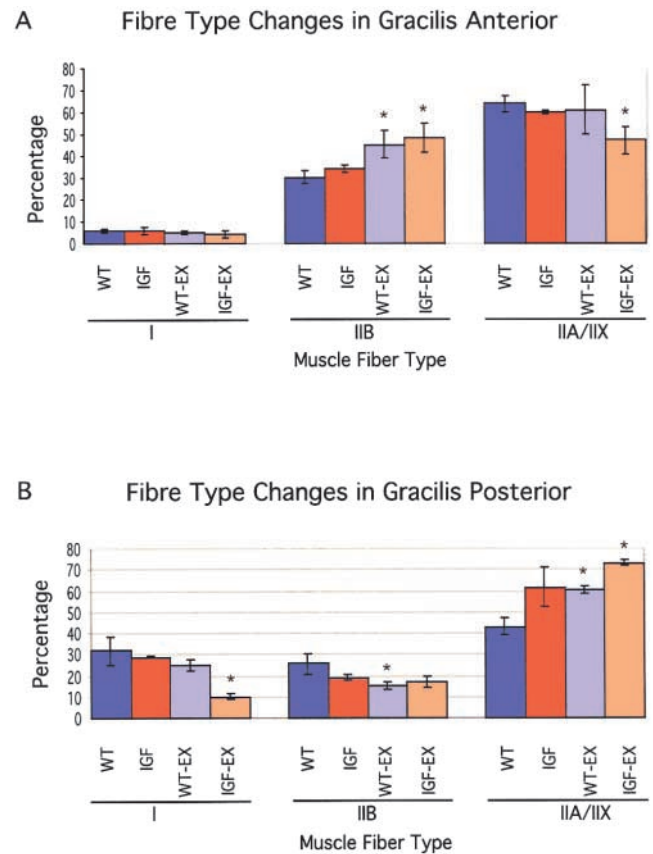 A Fibre Type Changes in Gracilis Anterior
Percentage
80
70
60
50
40
30
20
10
0
* * *
WT IGF WT-EX IGF-EX WT IGF WT-EX IGF-EX WT IGF WT-EX IGF-EX
I IIB IIA/IIX
Muscle Fiber Type
B Fibre Type Changes in Gracilis Posterior
Percentage
80
70
60
50
40
30
20
10
0
* * * *
WT IGF WT-EX IGF-EX WT IGF WT-EX IGF-EX WT IGF WT-EX IGF-EX
I IIB IIA/IIX
Muscle Fiber Type